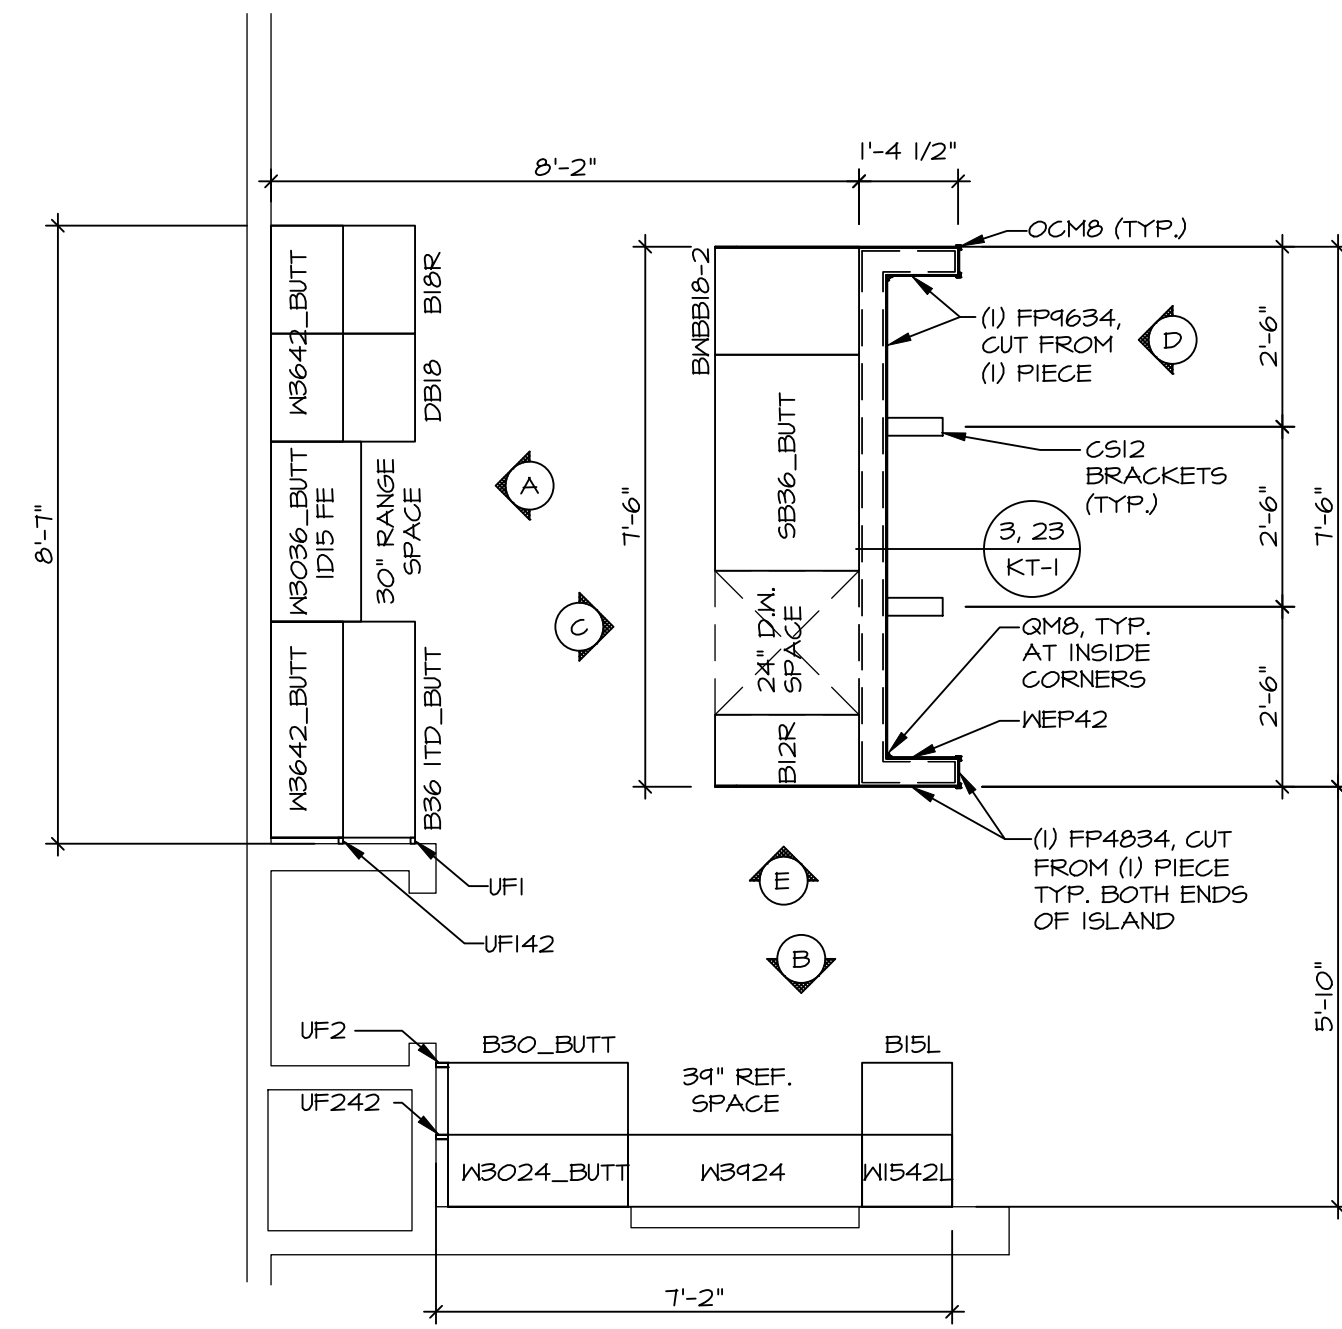 8'-2"
1'-4 1/2"
OCM8 (TYP.)
8'-7"
W3642_BUTT
B18R
DB18
W3036_BUTT
1D15 FE
30" RANGE
SPACE
W3642_BUTT
B36 1TD_BUTT
A
C
7'-6"
BWBB18-2
SB36_BUTT
24" D.W.
SPACE
B12R
(1) FP9634,
CUT FROM
(1) PIECE
D
2'-6"
CS12
BRACKETS
(TYP.)
3, 23
KT-1
2'-6"
7'-6"
QM8, TYP.
AT INSIDE
CORNERS
WEP42
2'-6"
(1) FP4834, CUT
FROM (1) PIECE
TYP. BOTH ENDS
OF ISLAND
UF1
UF142
E
B
5'-10"
UF2
B30_BUTT
B15L
39" REF.
SPACE
UF242
W3024_BUTT
W3924
W1542L
7'-2"